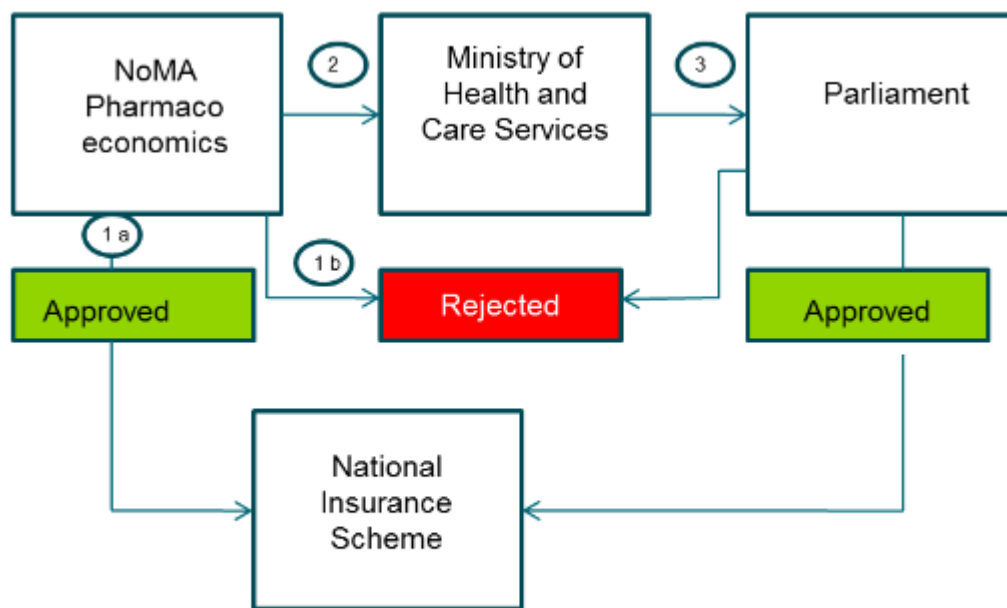 NoMA
Pharmaco
economics
2
Ministry of
Health and
Care Services
3
Parliament
1 a
1 b
Approved
Rejected
Approved
National
Insurance
Scheme